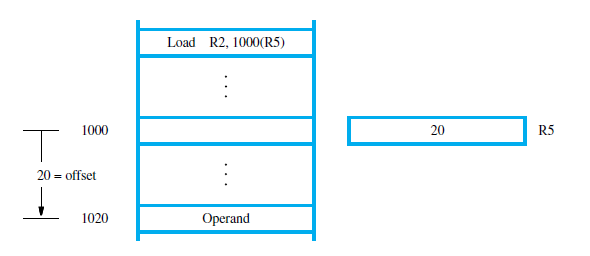 Load R2, 1000(R5)
1000
20
R5
20 = offset
1020
Operand